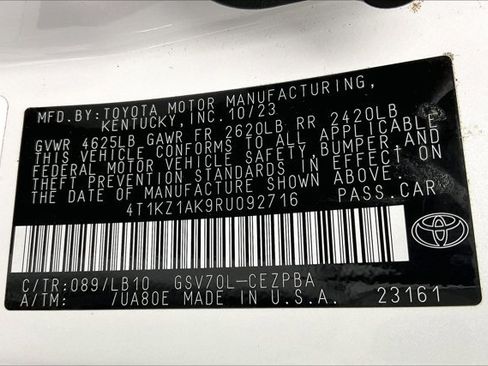 MFD.BY:TOYOTA MOTOR MANUFACTURING,
KENTUCKY,INC.10/23
GVWR 4625LB GAWR FR 2620LB RR 2420LB
THIS VEHICLE CONFORMS TO ALL APPLICABLE
FEDERAL MOTOR VEHICLE SAFETY BUMPER,AND
THEFT PREVENTION STANDARDS IN EFFECT ON
THE DATE OF MANUFACTURE SHOWN ABOVE.
4T1KZ1AK9RU092716 PASS.CAR
C/TR:089/LB10 GSV70L-CEZPBA
A/TM: /UA80E MADE IN U.S.A. 23161